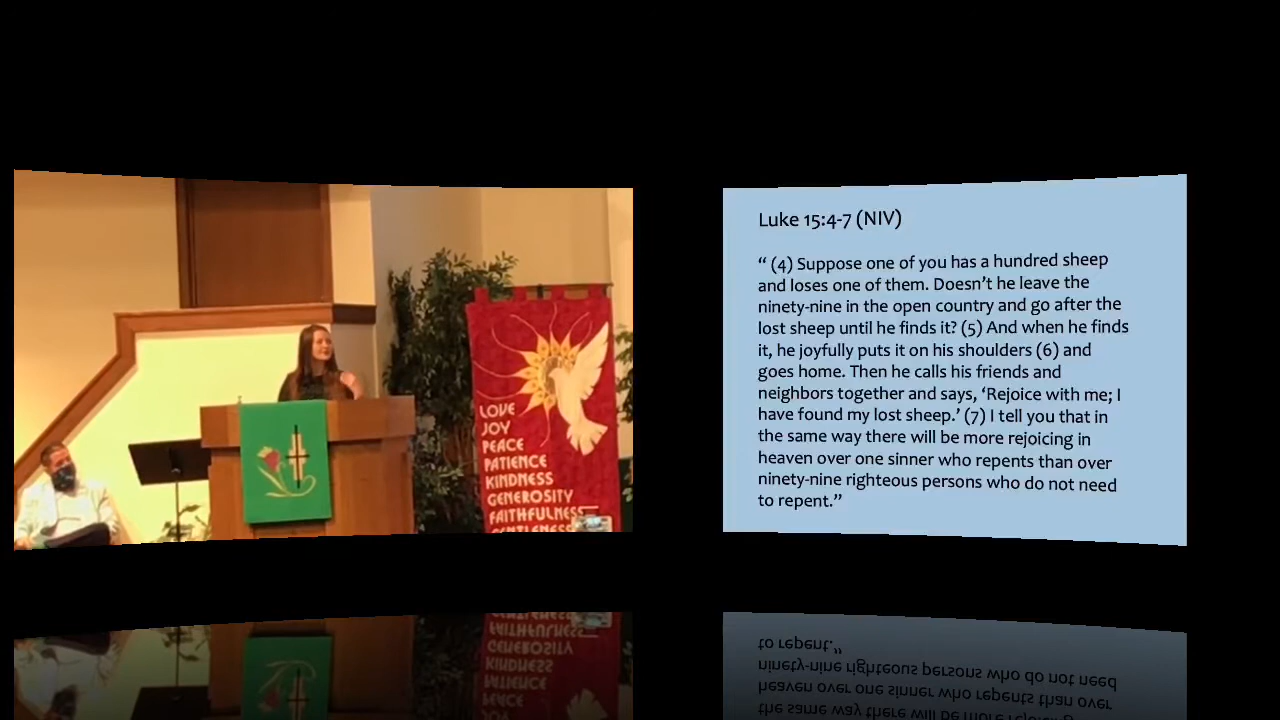 LOVE
JOY
PEACE
PATIENCE
KINDNESS
GENEROSITY
FAITHFULNESS
GENTLENESS
Luke 15:4-7 (NIV)
“ (4) Suppose one of you has a hundred sheep
and loses one of them. Doesn’t he leave the
ninety-nine in the open country and go after the
lost sheep until he finds it? (5) And when he finds
it, he joyfully puts it on his shoulders (6) and
goes home. Then he calls his friends and
neighbors together and says, ‘Rejoice with me; I
have found my lost sheep.’ (7) I tell you that in
the same way there will be more rejoicing in
heaven over one sinner who repents than over
ninety-nine righteous persons who do not need
to repent.”